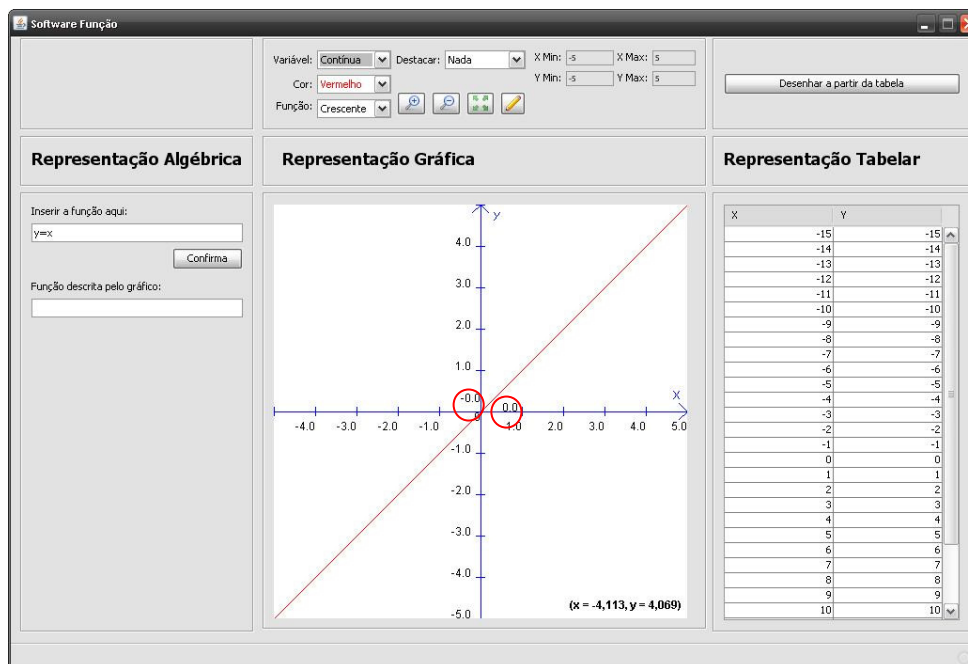 Software Função
Variável: Contínua Destacar: Nada X Min: -5 X Max: 5
Cor: Vermelho Y Min: -5 Y Max: 5
Função: Crescente
Desenhar a partir da tabela
Representação Algébrica
Representação Gráfica
Representação Tabelar
Inserir a função aqui:
y=x
Confirma
Função descrita pelo gráfico:
y
4.0
3.0
2.0
1.0
-0.0 0.0 X
0
-4.0 -3.0 -2.0 -1.0 1.0 2.0 3.0 4.0 5.0
-1.0
-2.0
-3.0
-4.0
-5.0
(x = -4,113, y = 4,069)
X Y
-15 -15
-14 -14
-13 -13
-12 -12
-11 -11
-10 -10
-9 -9
-8 -8
-7 -7
-6 -6
-5 -5
-4 -4
-3 -3
-2 -2
-1 -1
0 0
1 1
2 2
3 3
4 4
5 5
6 6
7 7
8 8
9 9
10 10